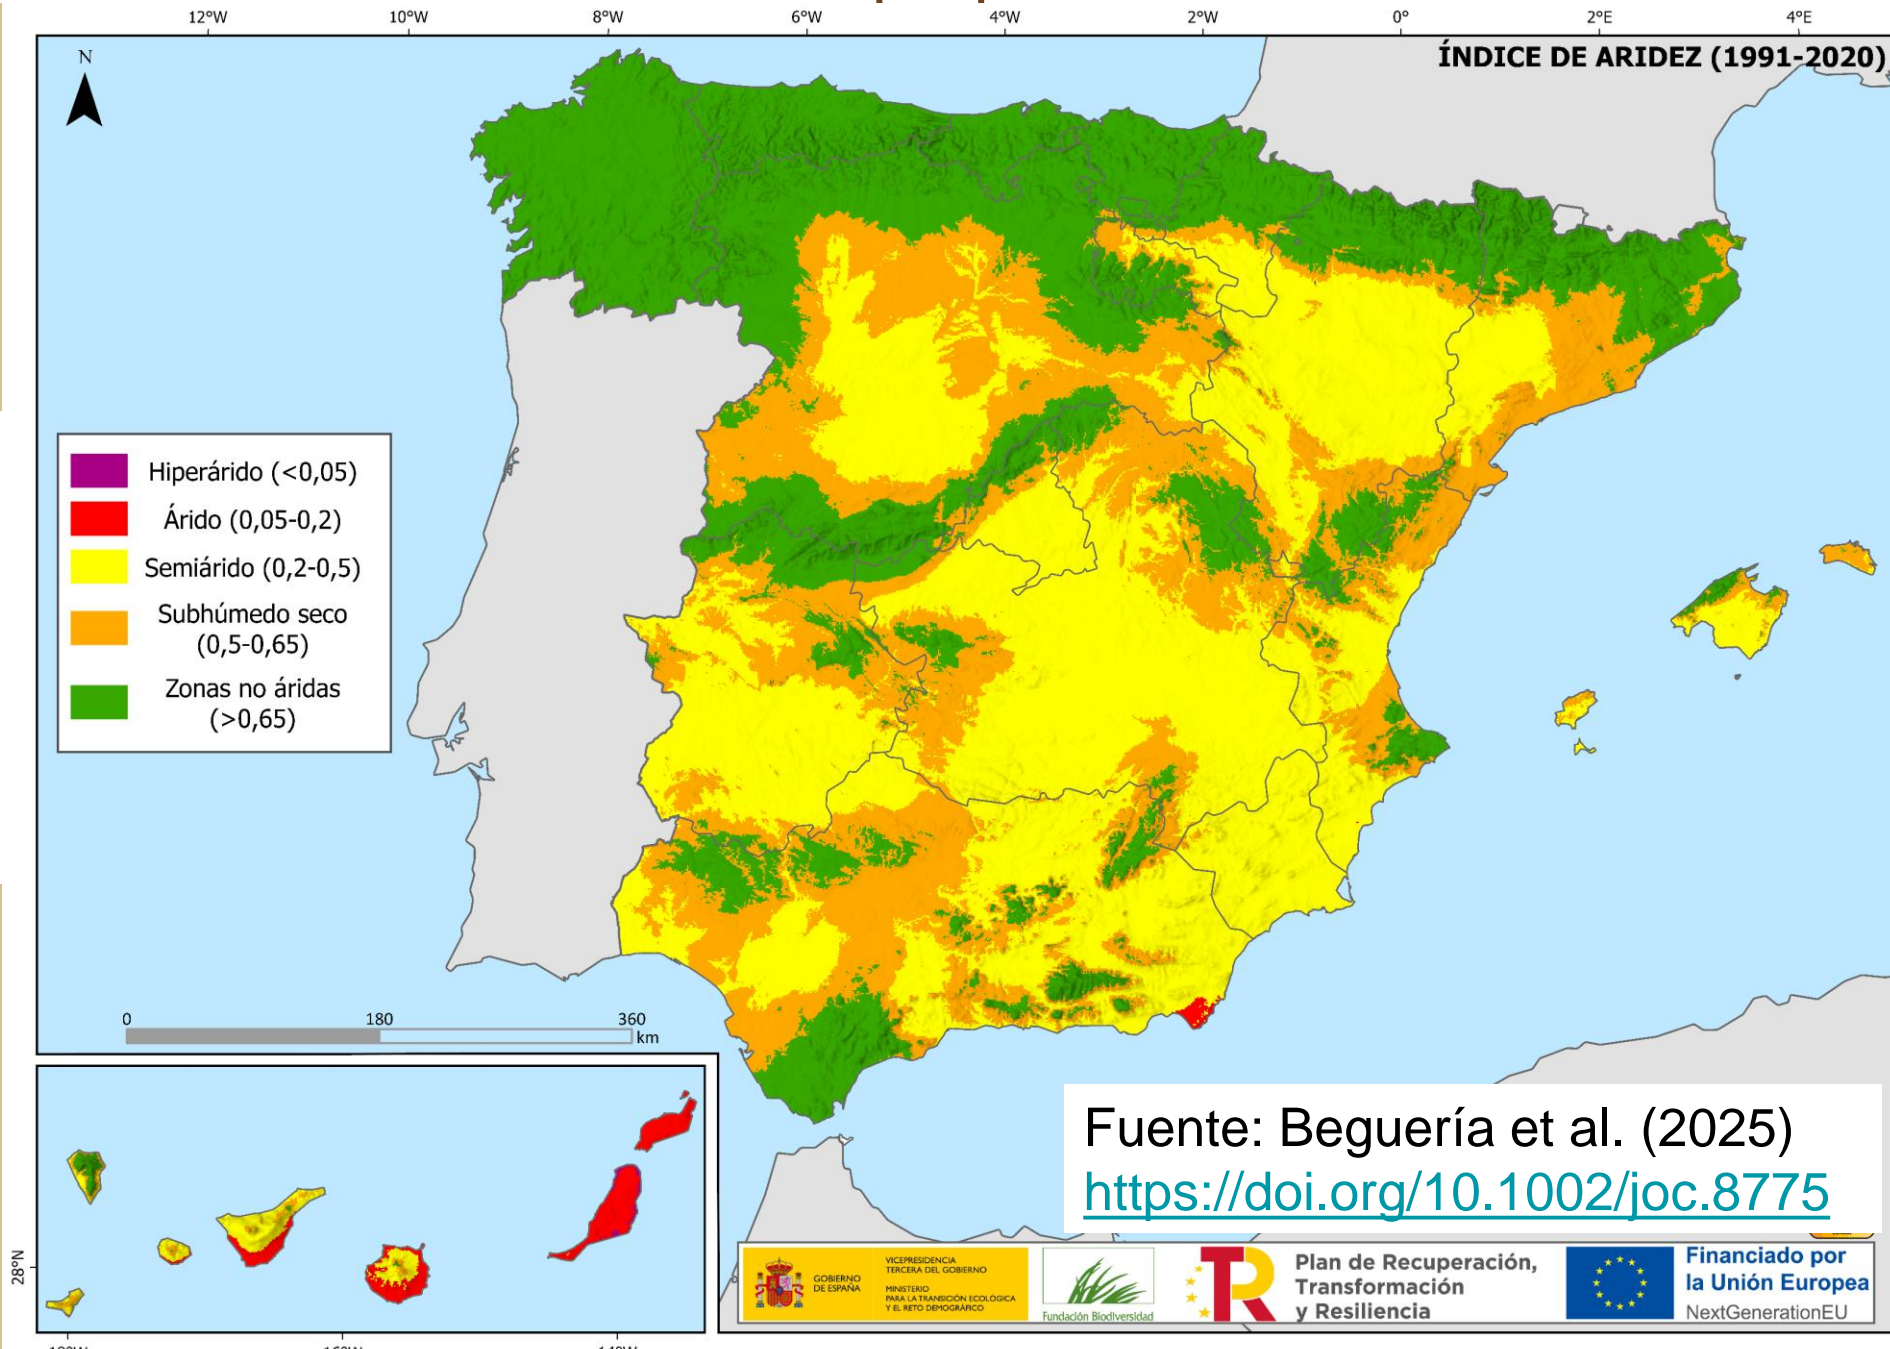 12°W 10°W 8°W 6°W 4°W 2°W 0° 2°E 4°E
N
ÍNDICE DE ARIDEZ (1991-2020)
Hiperárido (<0,05)
Árido (0,05-0,2)
Semiárido (0,2-0,5)
Subhúmedo seco
(0,5-0,65)
Zonas no áridas
(>0,65)
0 180 360
km
28°N
Fuente: Beguería et al. (2025)
https://doi.org/10.1002/joc.8775
GOBIERNO
DE ESPAÑA
VICEPRESIDENCIA
TERCERA DEL GOBIERNO
MINISTERIO
PARA LA TRANSICIÓN ECOLÓGICA
Y EL RETO DEMOGRÁFICO
Fundación Biodiversidad
R
Plan de Recuperación,
Transformación
y Resiliencia
Financiado por
la Unión Europea
NextGenerationEU